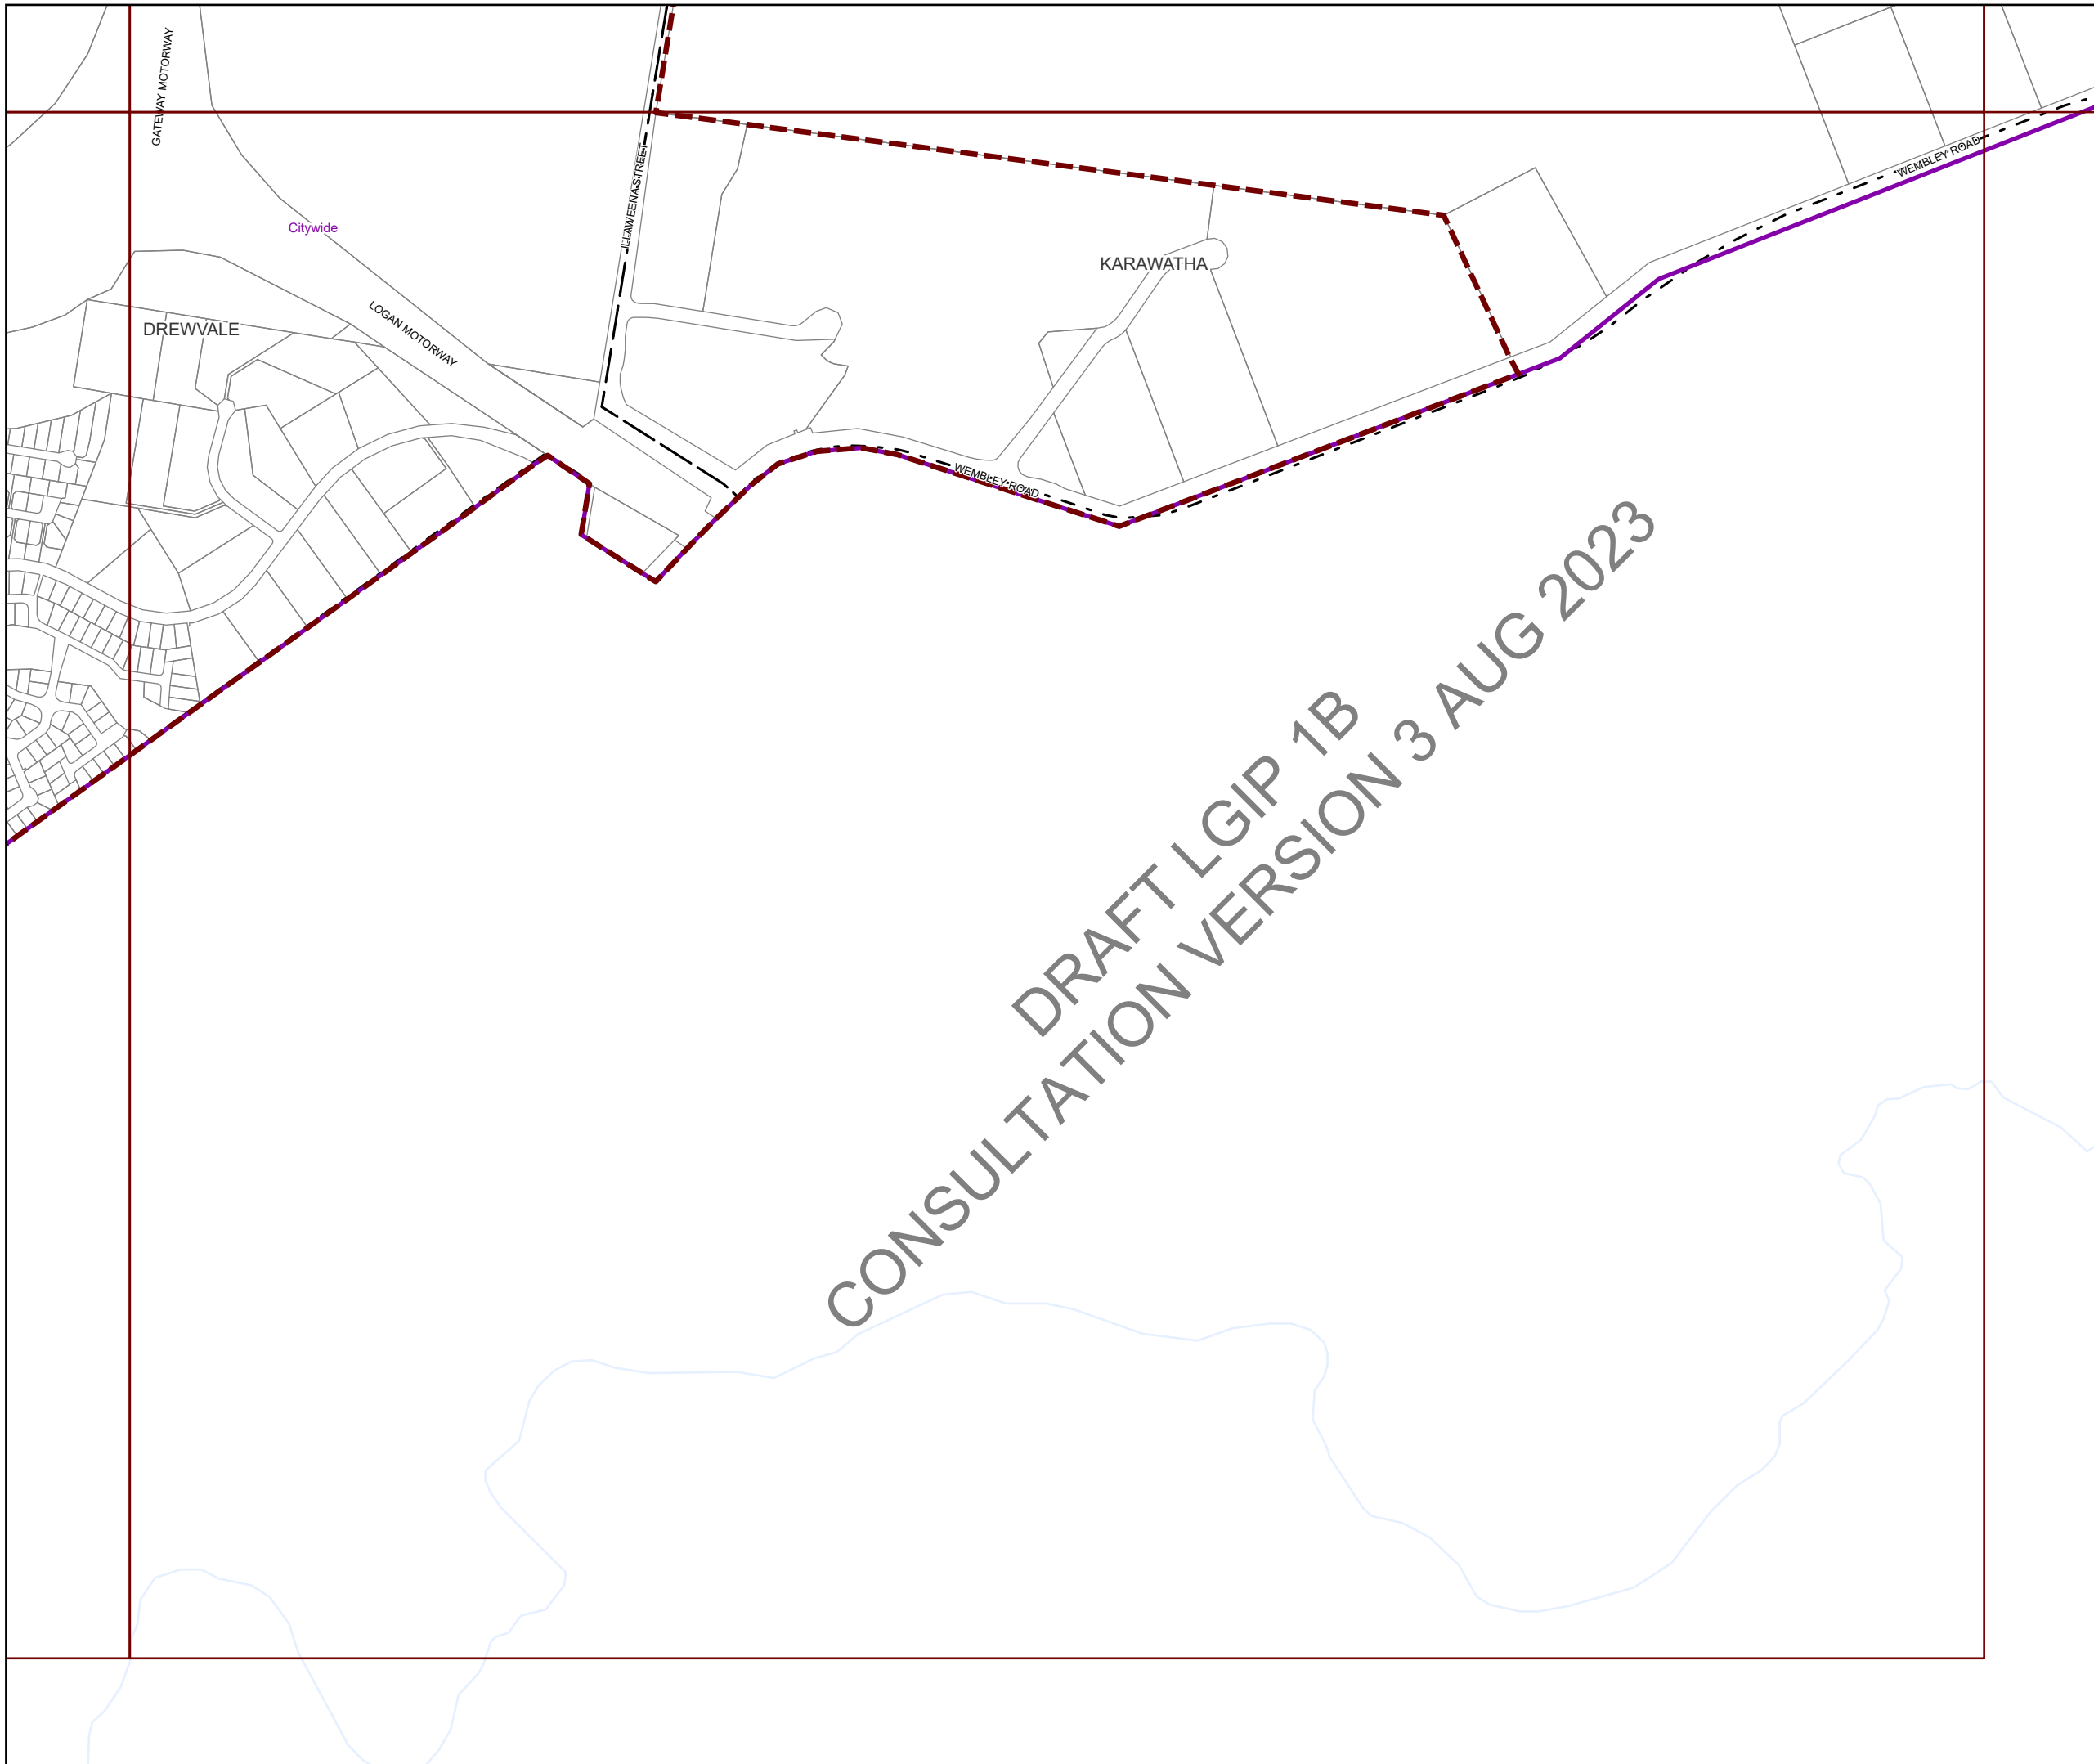 GATEWAY MOTORWAY
ILLAWEENA STREET
WEMBLEY ROAD
Citywide
KARAWATHA
LOGAN MOTORWAY
DREWVALE
WEMBLEY ROAD
DRAFT LGIP 1B
CONSULTATION VERSION 3 AUG 2023